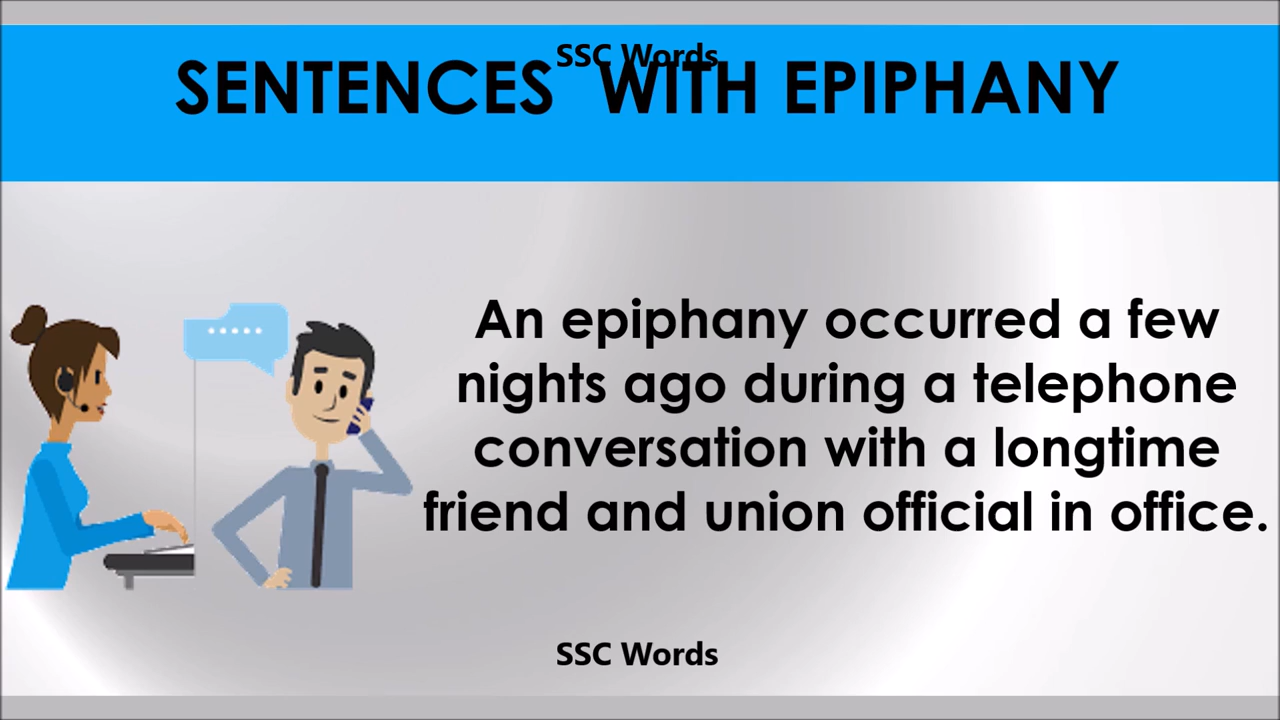 SSC Words
SENTENCES WITH EPIPHANY
An epiphany occurred a few
nights ago during a telephone
conversation with a longtime
friend and union official in office.
SSC Words